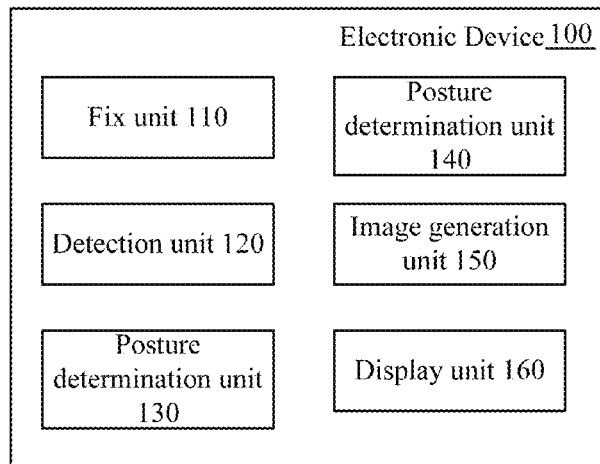 Electronic Device 100
Fix unit 110
Posture
determination unit
140
Detection unit 120
Image generation
unit 150
Posture
determination unit
130
Display unit 160